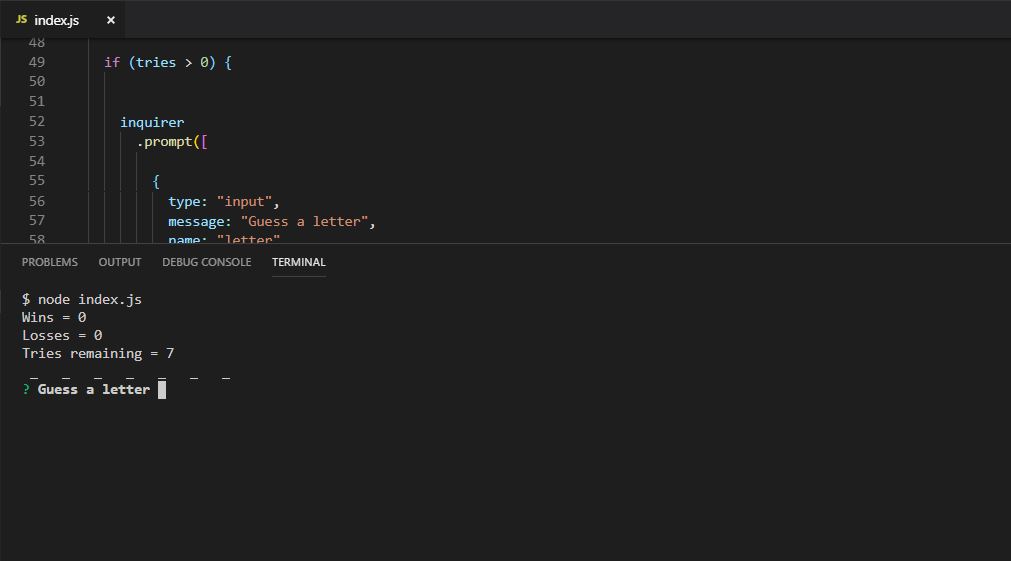 JS index.js ×
48
49 if (tries > 0) {
50
51
52 inquirer
53 .prompt([
54
55 {
56 type: "input",
57 message: "Guess a letter",
58 name: "letter"
PROBLEMS OUTPUT DEBUG CONSOLE TERMINAL
$ node index.js
Wins = 0
Losses = 0
Tries remaining = 7
_ _ _ _ _ _ _
? Guess a letter